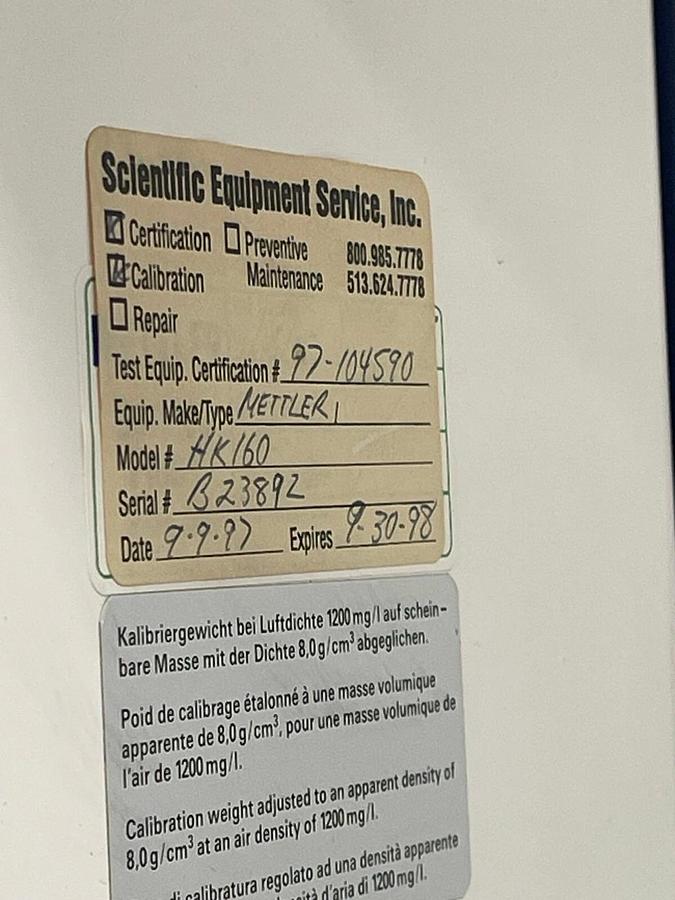 Scientific Equipment Service, Inc.
Certification Preventive 800.985.7778
Calibration Maintenance 513.624.7778
Repair
Test Equip. Certification # 97-104590
Equip. Make/Type METTLER
Model # HK160
Serial # B23892
Date 9-9-97 Expires 9-30-98
Kalibriergewicht bei Luftdichte 1200 mg/l auf schein-
bare Masse mit der Dichte 8,0 g/cm³ abgeglichen.
Poid de calibrage étalonné à une masse volumique
apparente de 8,0 g/cm³, pour une masse volumique de
l'air de 1200 mg/l.
Calibration weight adjusted to an apparent density of
8,0 g/cm³ at an air density of 1200 mg/l.
di calibratura regolato ad una densità apparente
d'aria di 1200 mg/l.